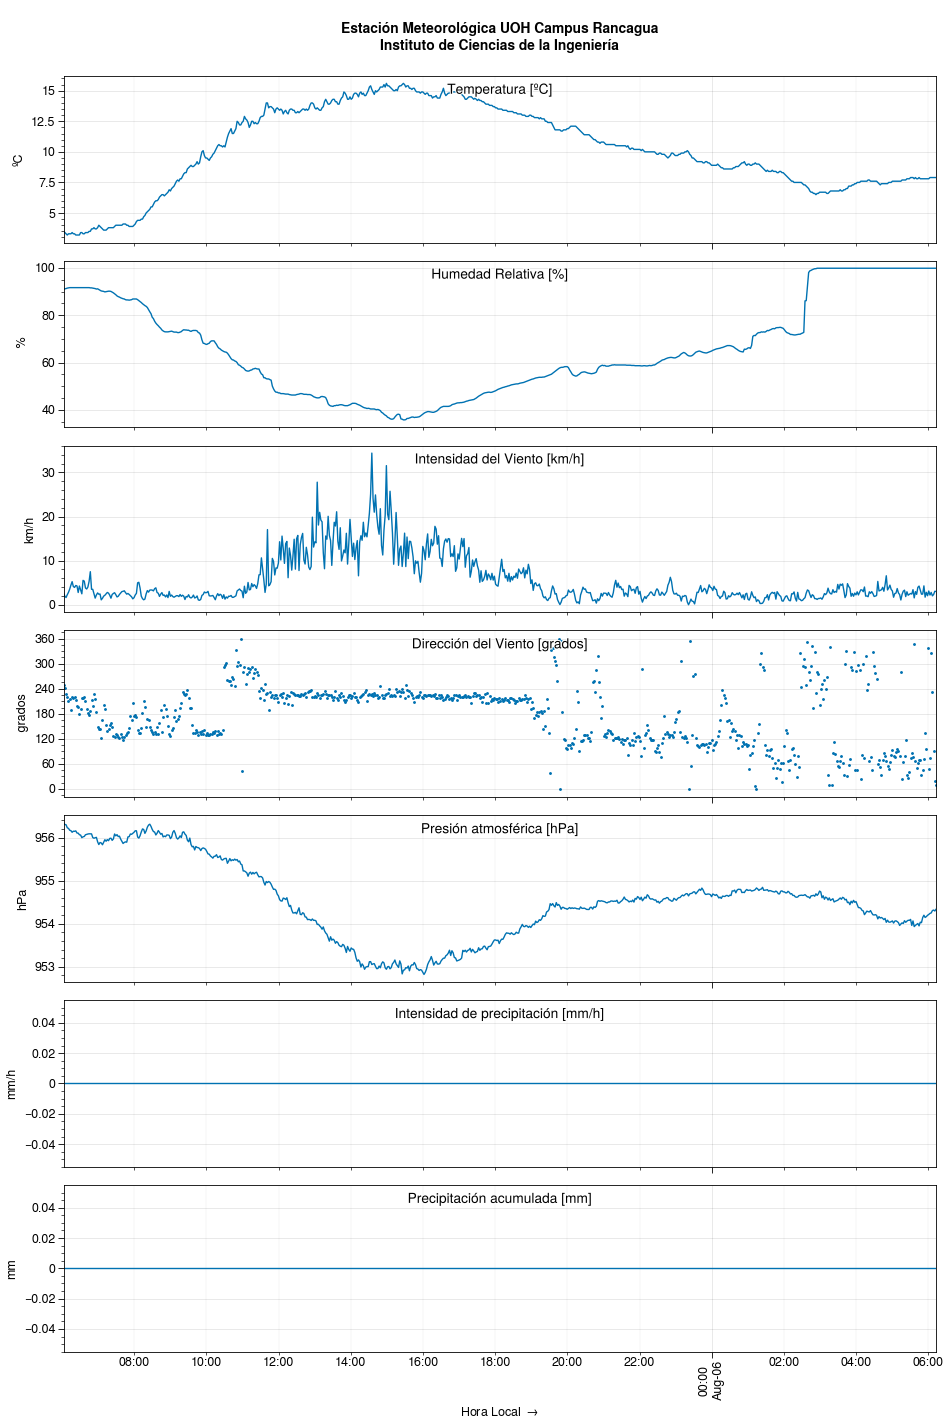 Estación Meteorológica UOH Campus Rancagua
Instituto de Ciencias de la Ingeniería
Temperatura [ºC]
ºC
15
12.5
10
7.5
5
Humedad Relativa [%]
%
100
80
60
40
Intensidad del Viento [km/h]
km/h
30
20
10
0
Dirección del Viento [grados]
grados
360
300
240
180
120
60
0
Presión atmosférica [hPa]
hPa
956
955
954
953
Intensidad de precipitación [mm/h]
mm/h
0.04
0.02
0
−0.02
−0.04
Precipitación acumulada [mm]
mm
0.04
0.02
0
−0.02
−0.04
08:00 10:00 12:00 14:00 16:00 18:00 20:00 22:00 00:00 02:00 04:00 06:00
Aug-06
Hora Local →